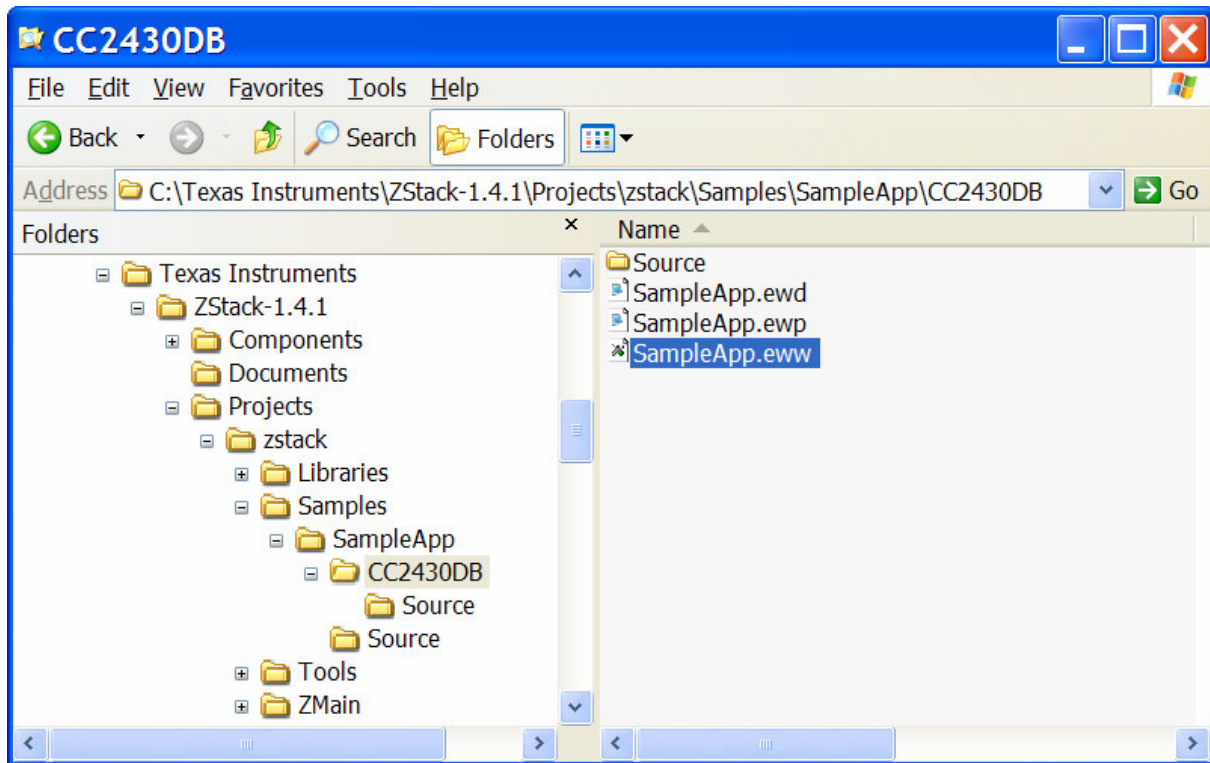 CC2430DB
File Edit View Favorites Tools Help
Back Search Folders
Address C:\Texas Instruments\ZStack-1.4.1\Projects\zstack\Samples\SampleApp\CC2430DB Go
Folders x
Texas Instruments
ZStack-1.4.1
Components
Documents
Projects
zstack
Libraries
Samples
SampleApp
CC2430DB
Source
Source
Tools
ZMain
Name
Source
SampleApp.ewd
SampleApp.ewp
SampleApp.eww